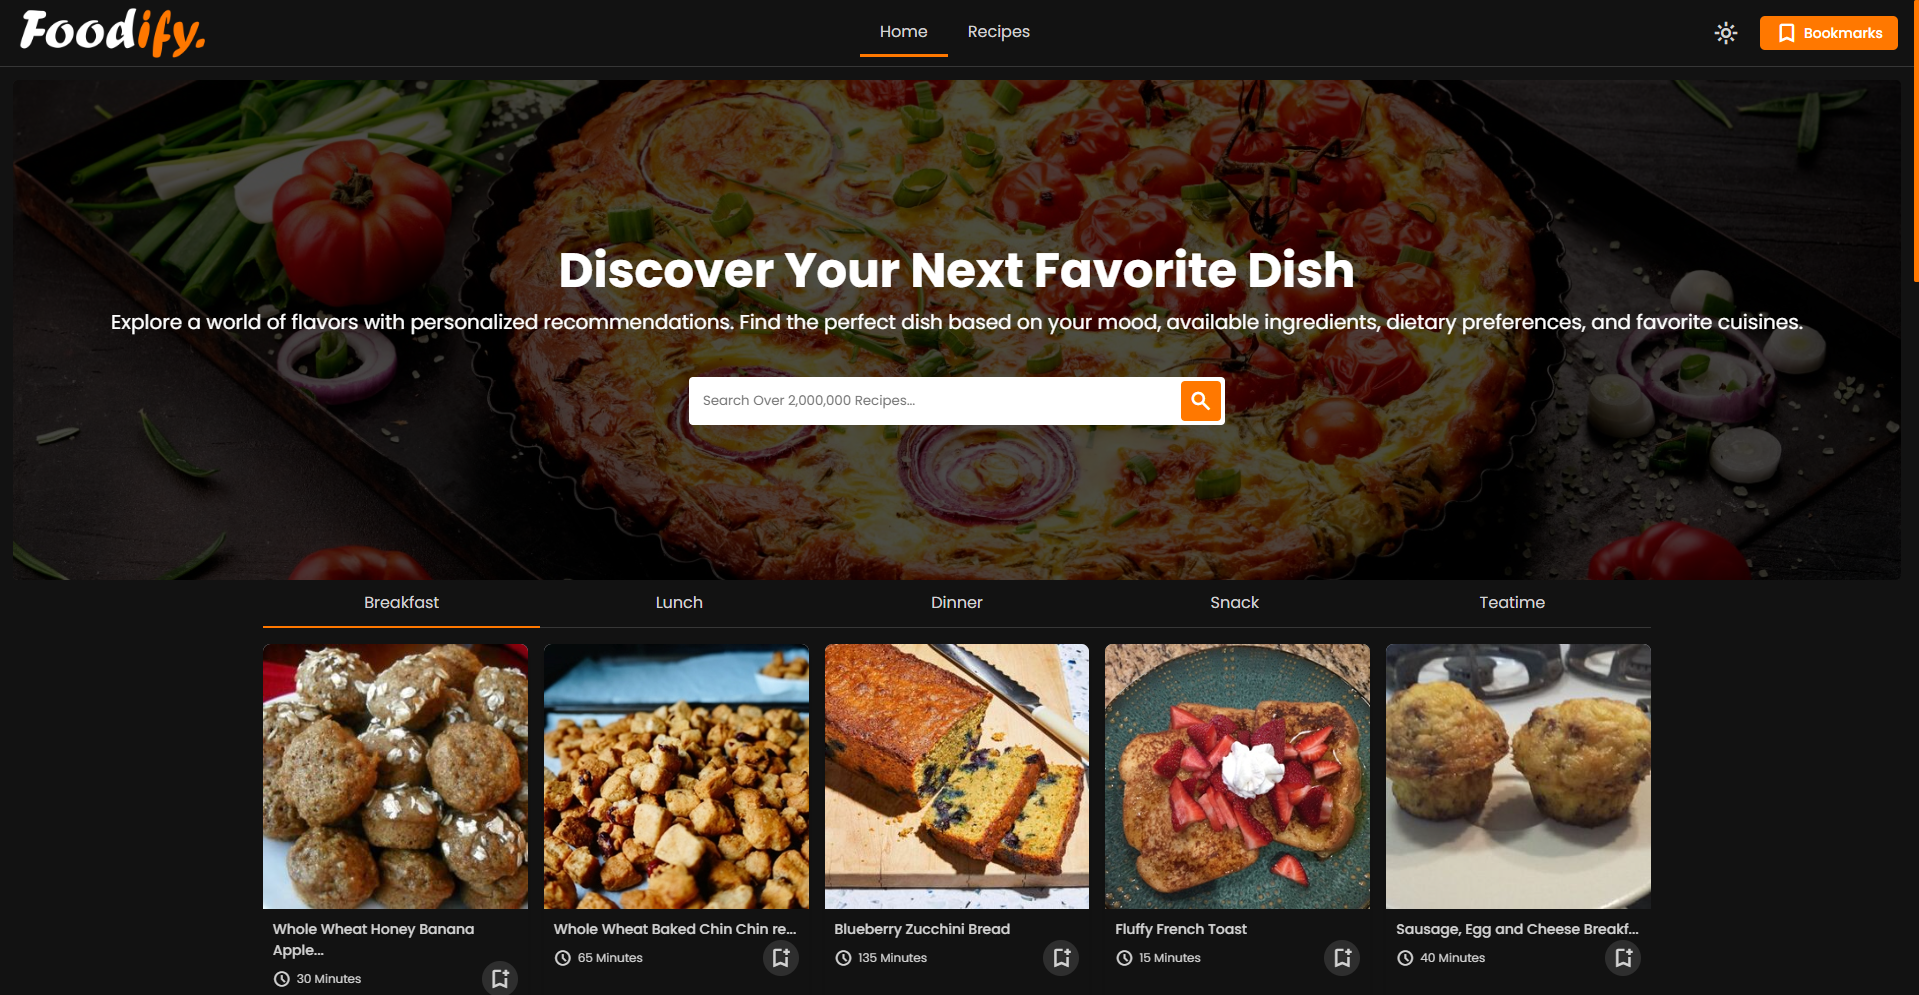 Foodify.
Home
Recipes
Bookmarks
Discover Your Next Favorite Dish
Explore a world of flavors with personalized recommendations. Find the perfect dish based on your mood, available ingredients, dietary preferences, and favorite cuisines.
Search Over 2,000,000 Recipes...
Breakfast
Lunch
Dinner
Snack
Teatime
Whole Wheat Honey Banana
Apple...
30 Minutes
Whole Wheat Baked Chin Chin re...
65 Minutes
Blueberry Zucchini Bread
135 Minutes
Fluffy French Toast
15 Minutes
Sausage, Egg and Cheese Breakf...
40 Minutes